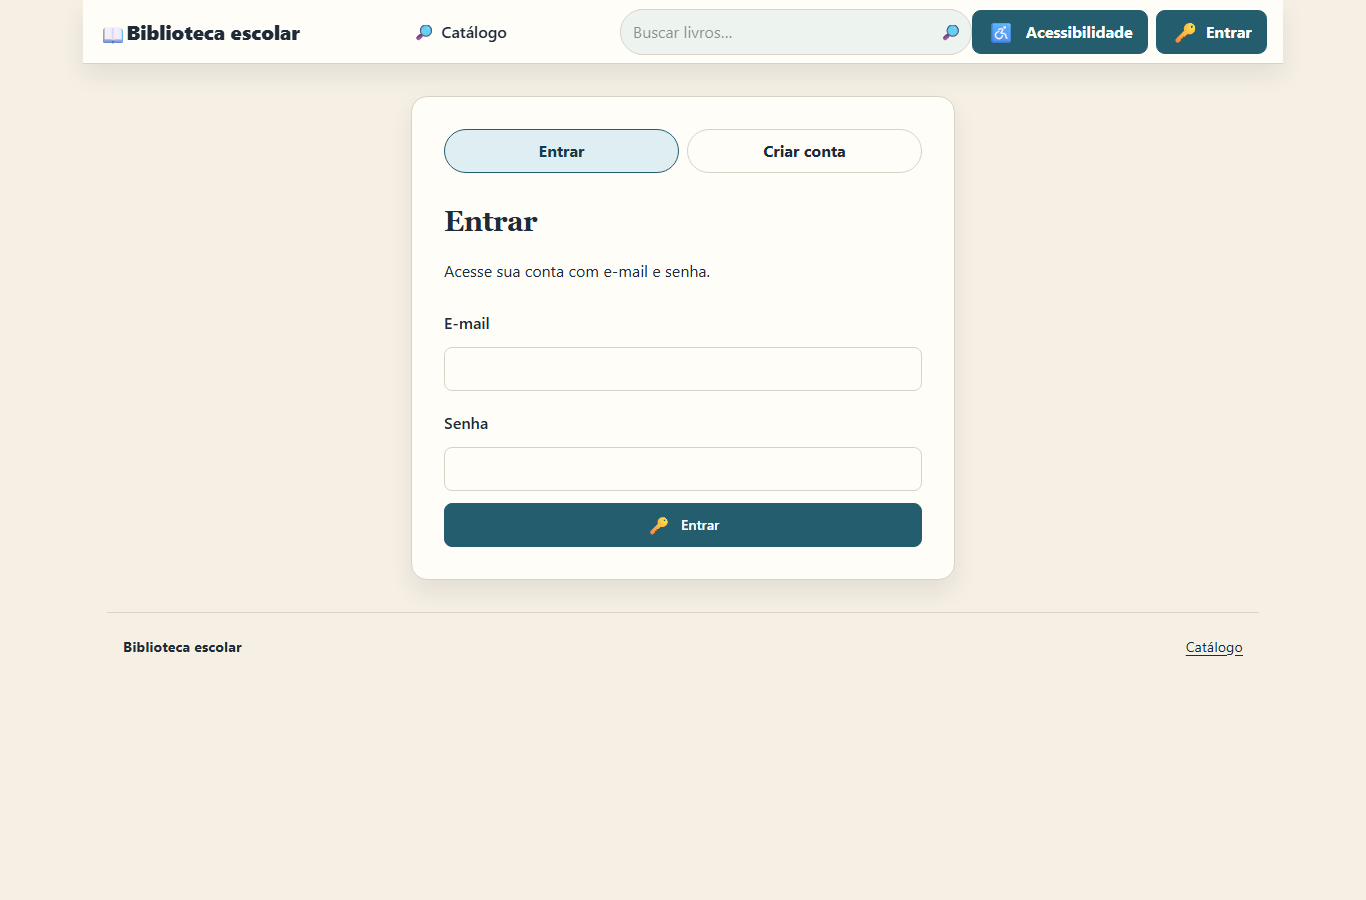 Biblioteca escolar
Catálogo
Buscar livros...
Acessibilidade
Entrar
Entrar
Criar conta
Entrar
Acesse sua conta com e-mail e senha.
E-mail
Senha
Entrar
Biblioteca escolar
Catálogo